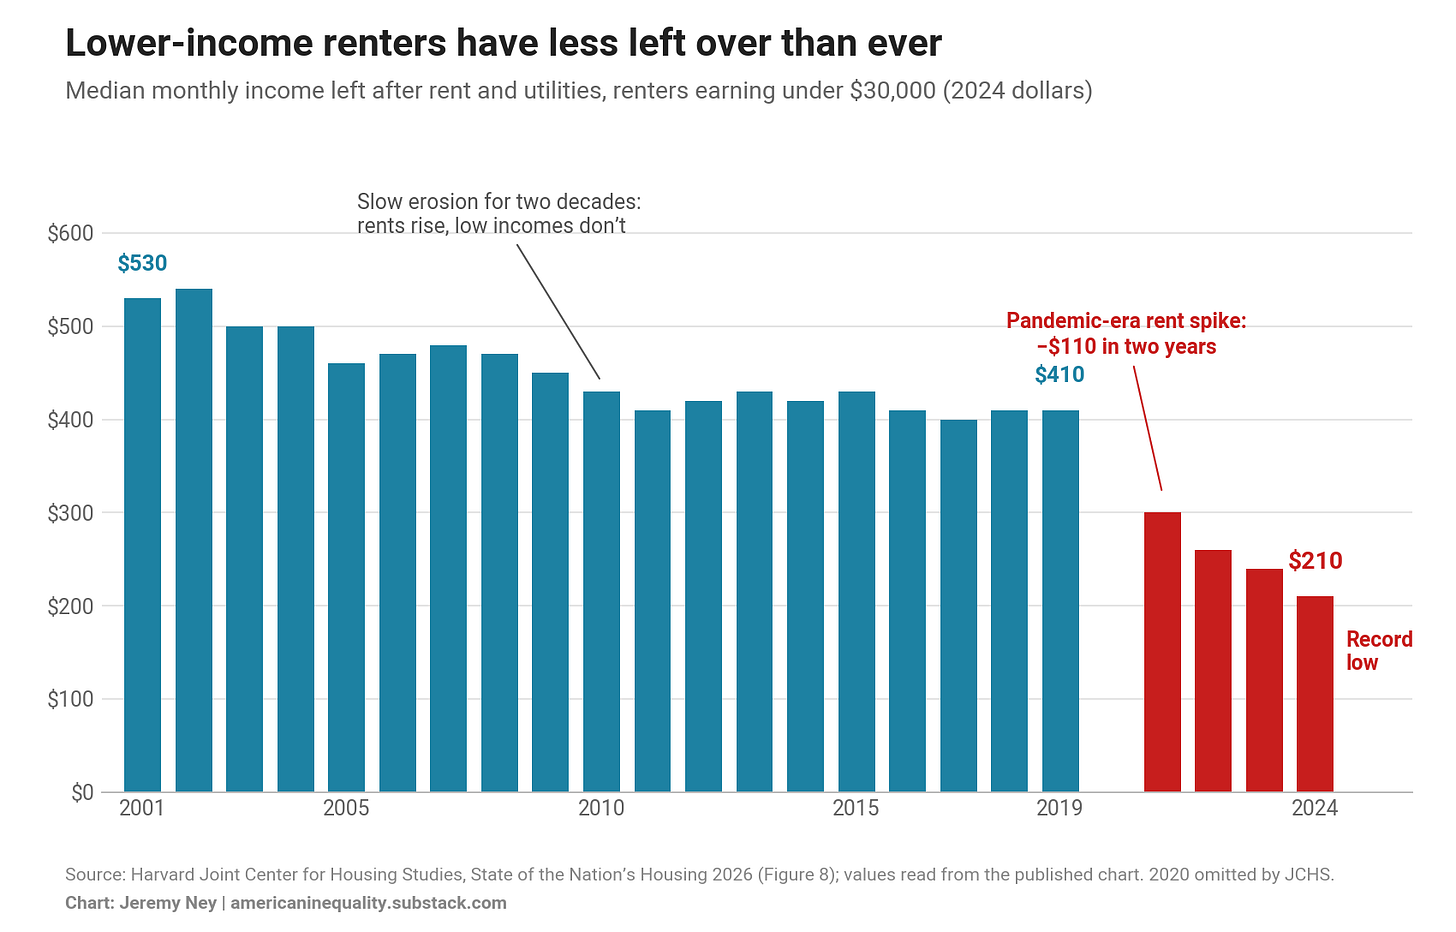 Lower-income renters have less left over than ever
Median monthly income left after rent and utilities, renters earning under $30,000 (2024 dollars)
Slow erosion for two decades:
rents rise, low incomes don’t
$600
$530
$500
Pandemic-era rent spike:
−$110 in two years
$410
$400
$300
$210
$200
Record
low
$100
$0
2001
2005
2010
2015
2019
2024
Source: Harvard Joint Center for Housing Studies, State of the Nation’s Housing 2026 (Figure 8); values read from the published chart. 2020 omitted by JCHS.
Chart: Jeremy Ney | americaninequality.substack.com